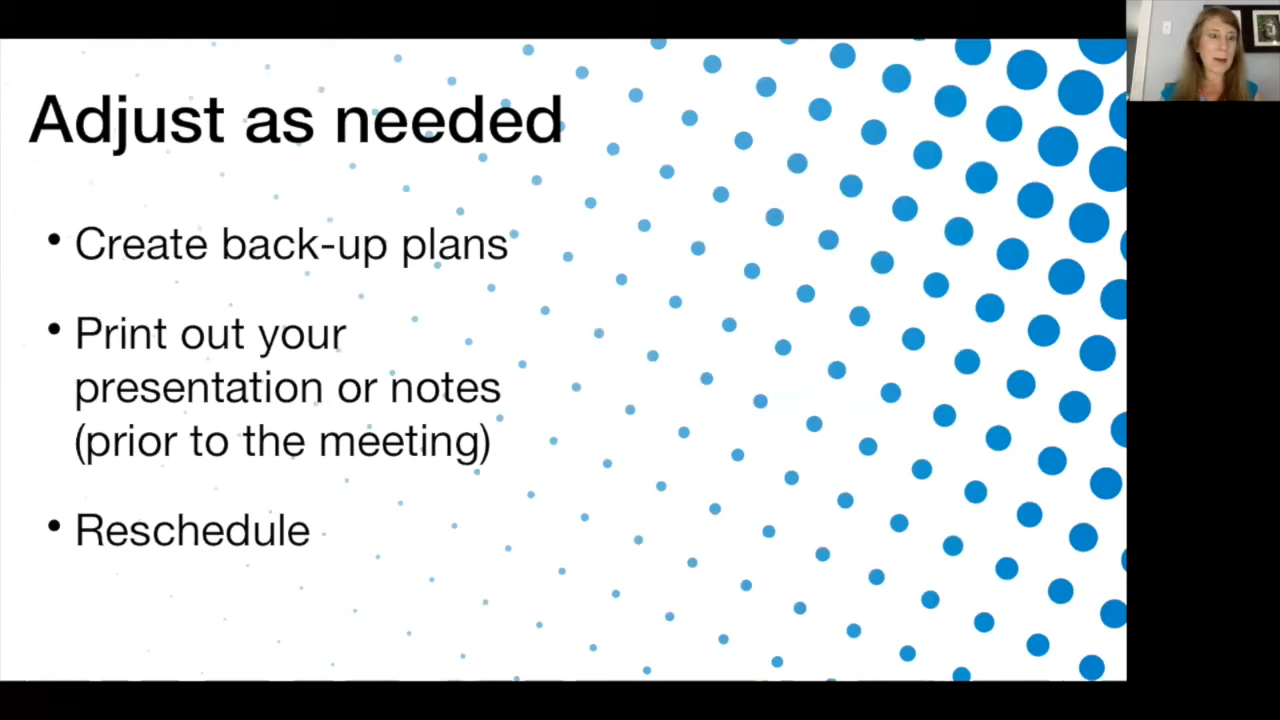 Adjust as needed
• Create back-up plans
• Print out your
presentation or notes
(prior to the meeting)
• Reschedule